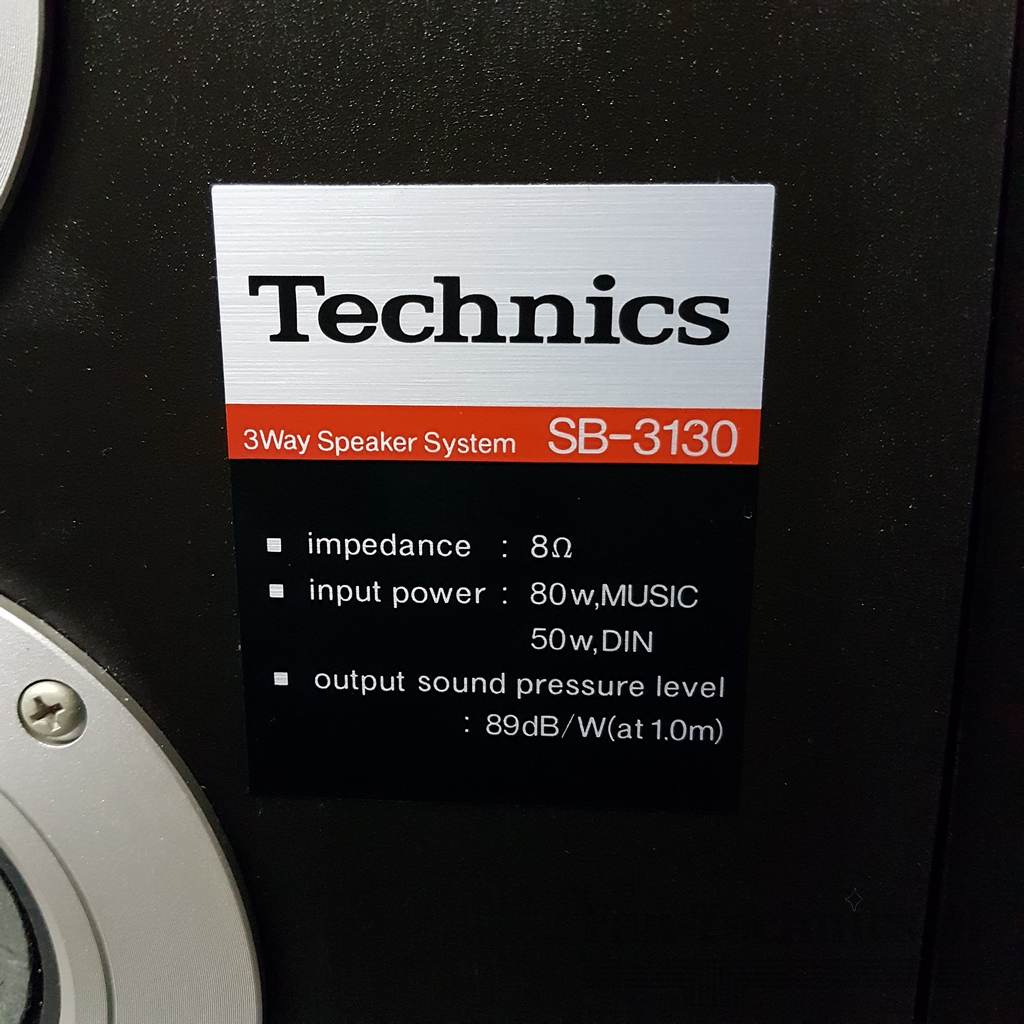 Technics
3Way Speaker System SB-3130
▪ impedance : 8Ω
▪ input power : 80w,MUSIC
50w,DIN
▪ output sound pressure level
: 89dB/W(at 1.0m)